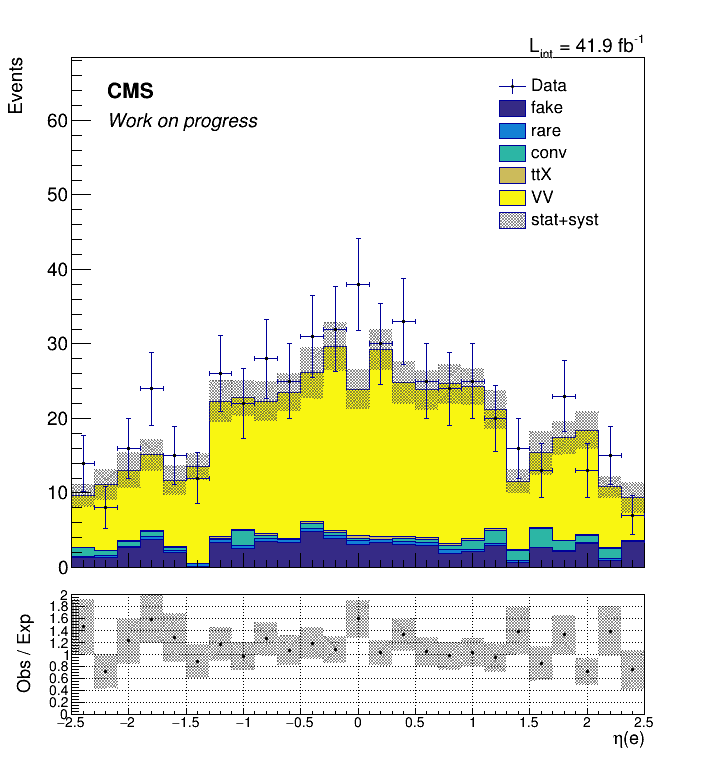 L_int = 41.9 fb^-1
Events
CMS
Work on progress
Data
fake
rare
conv
ttX
VV
stat+syst
60
50
40
30
20
10
0
Obs / Exp
2
1.8
1.6
1.4
1.2
1
0.8
0.6
0.4
0.2
0
−2.5 −2 −1.5 −1 −0.5 0 0.5 1 1.5 2 2.5
η(e)